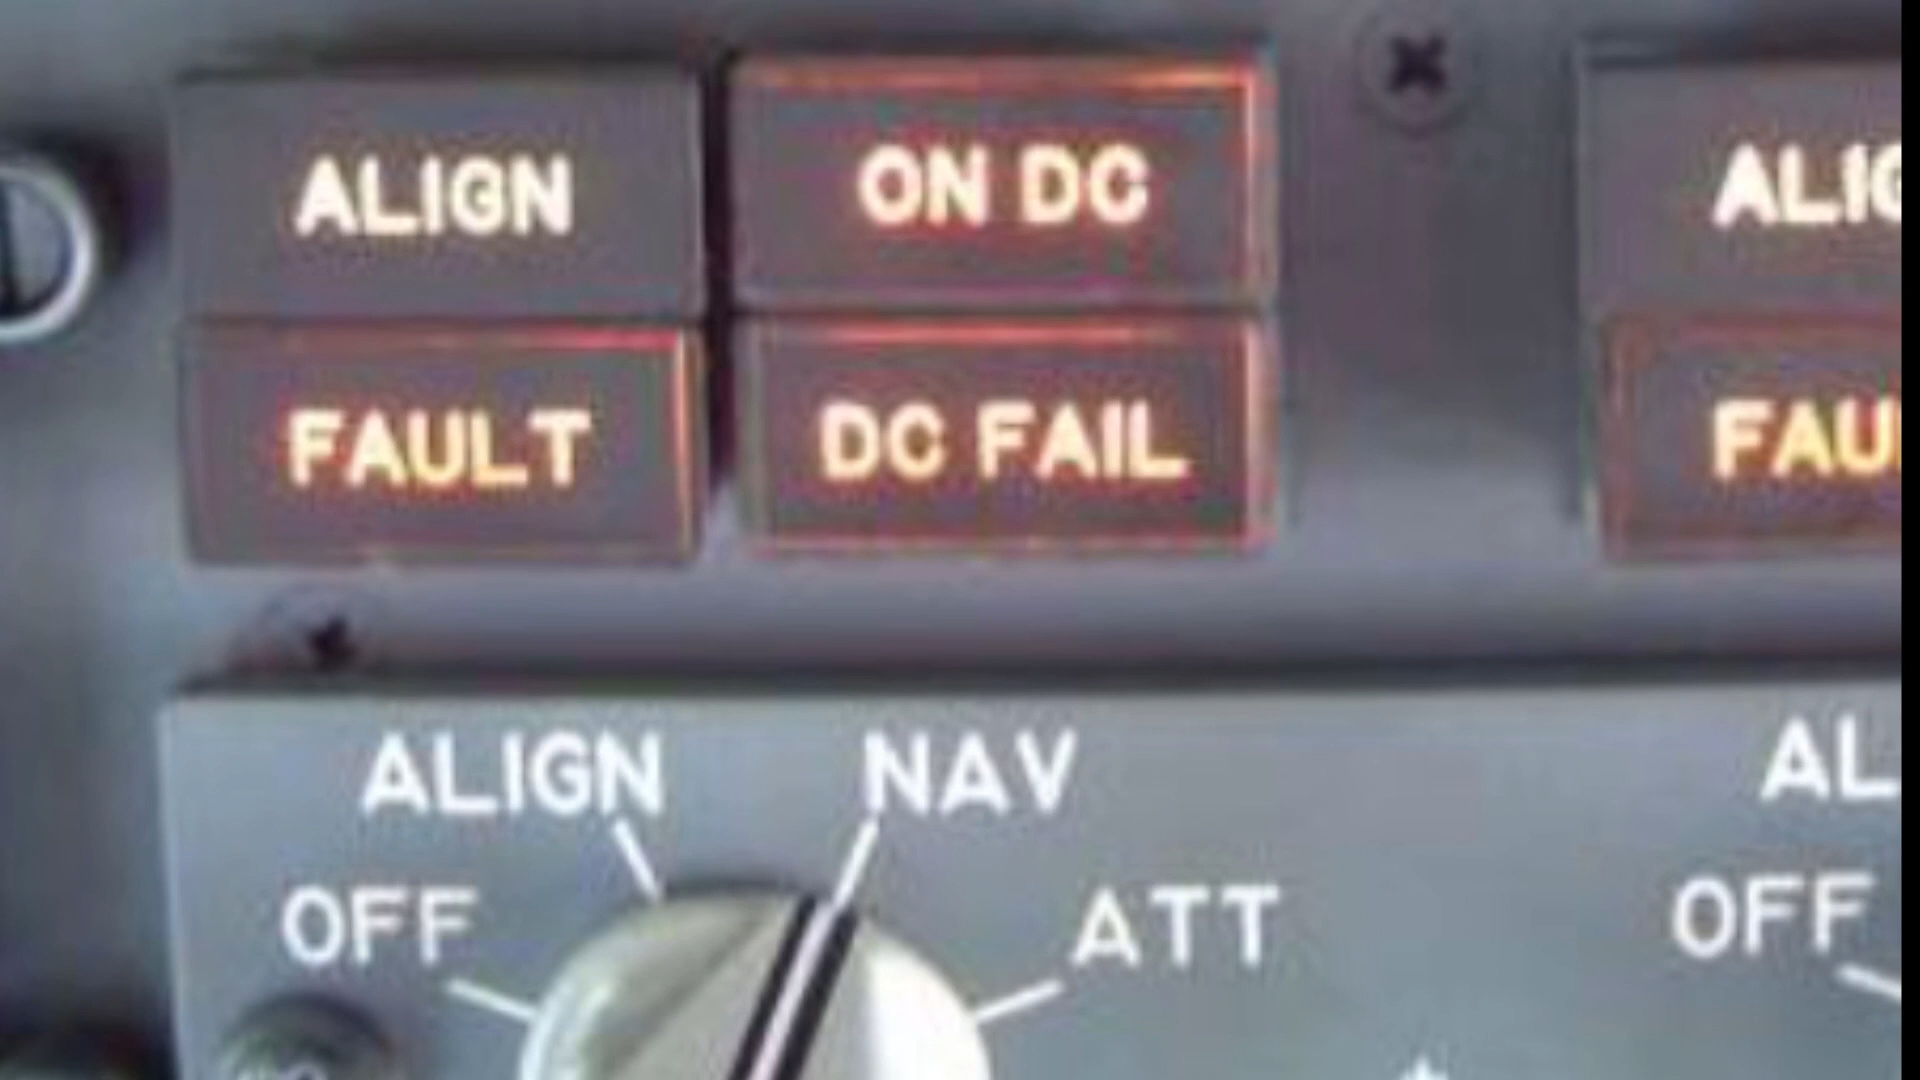 ALIGN ON DC
FAULT DC FAIL
ALIGN NAV
OFF ATT
OFF